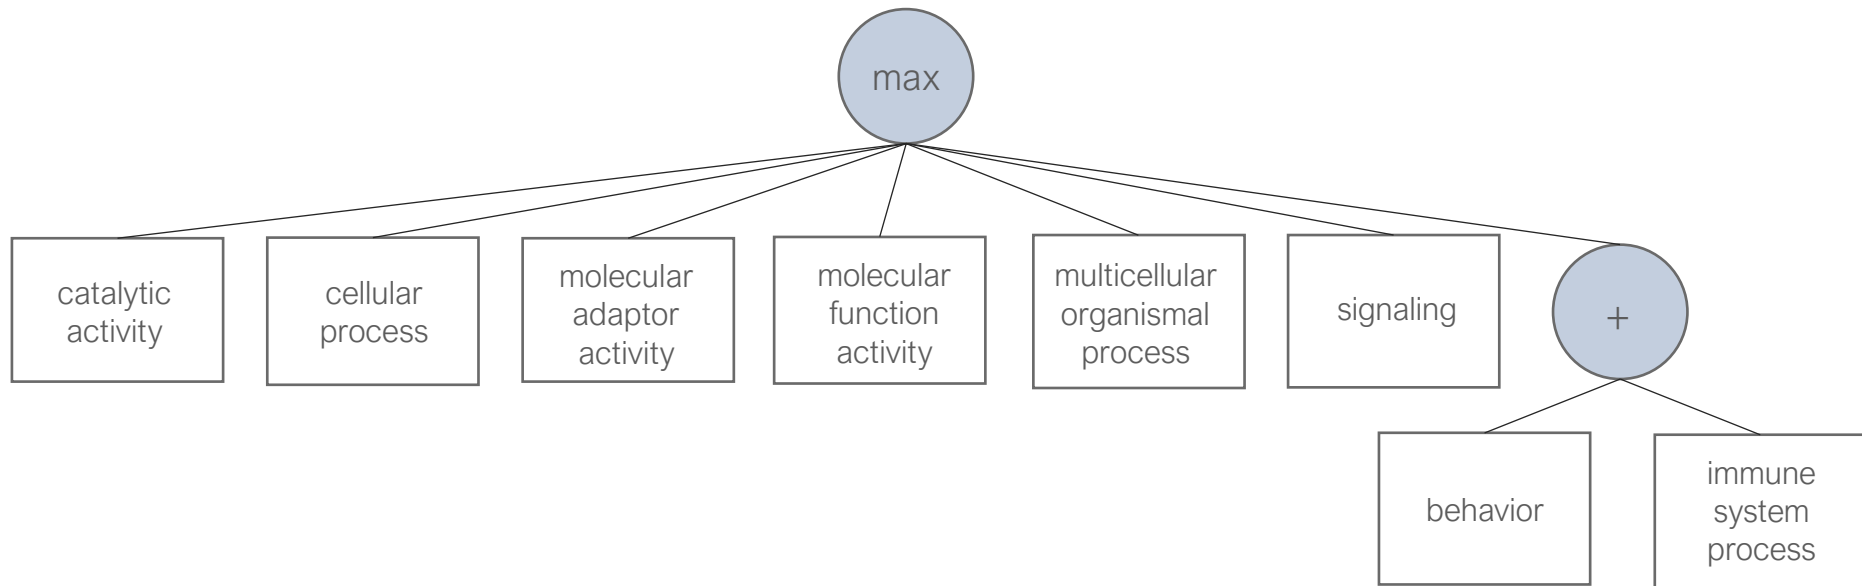 max
catalytic
activity
cellular
process
molecular
adaptor
activity
molecular
function
activity
multicellular
organismal
process
signaling
+
behavior
immune
system
process